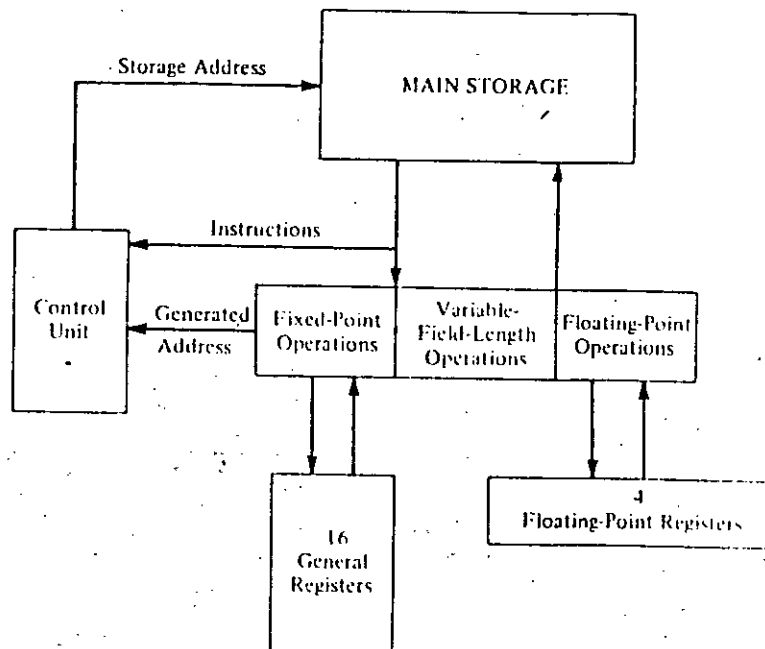 Storage Address
MAIN STORAGE
Instructions
Control
Unit
Generated
Address
Fixed-Point
Operations
Variable-
Field-Length
Operations
Floating-Point
Operations
16
General
Registers
4
Floating-Point Registers